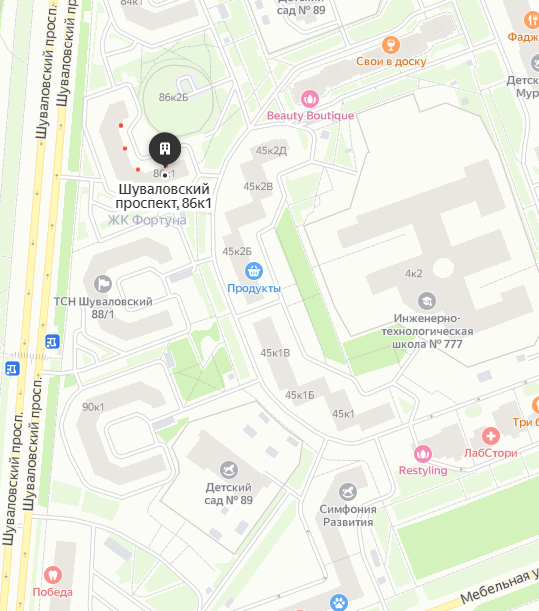 Детский
сад № 89
Фадж
Свои в доску
Детс
Мур
Шуваловский просп.
Шуваловский просп.
86к2Б
Beauty Boutique
45к2Д
86к1
Шуваловский
проспект, 86к1
45к2В
ЖК Фортуна
45к2Б
4к2
Продукты
ТСН Шуваловский
88/1
Инженерно-
технологическая
школа № 777
45к1В
45к1Б
90к1
45к1
Три б
Шуваловский просп.
Шуваловский просп.
ЛабСтори
Restyling
Детский
сад № 89
Симфония
Развития
Победа
Мебельная у